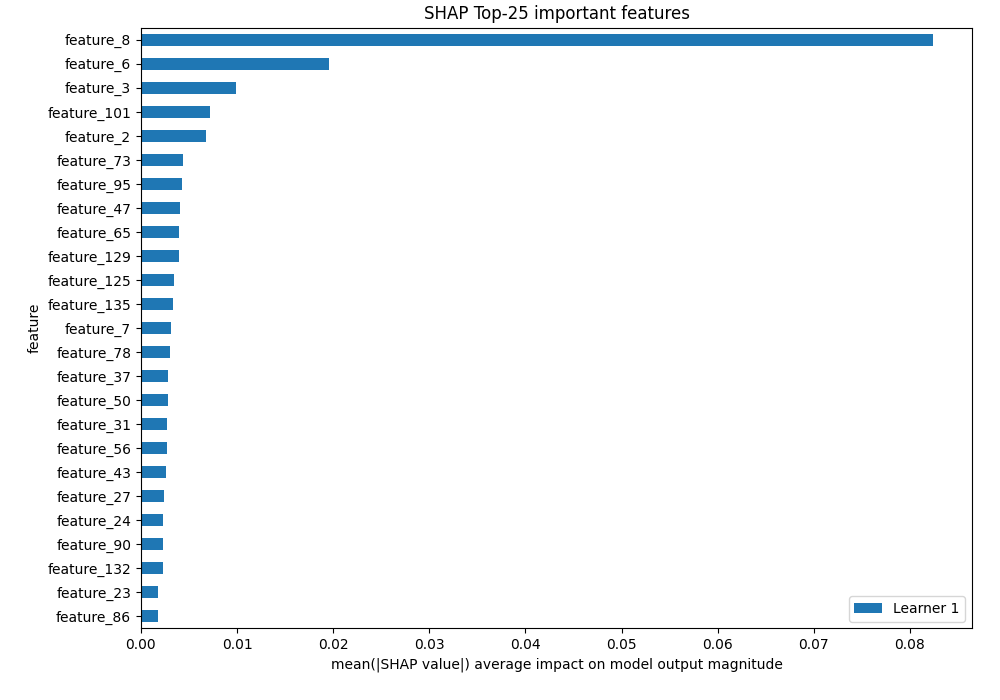 SHAP Top-25 important features
feature_8
feature_6
feature_3
feature_101
feature_2
feature_73
feature_95
feature_47
feature_65
feature_129
feature_125
feature_135
feature_7
feature_78
feature_37
feature_50
feature_31
feature_56
feature_43
feature_27
feature_24
feature_90
feature_132
feature_23
feature_86
feature
Learner 1
0.00 0.01 0.02 0.03 0.04 0.05 0.06 0.07 0.08
mean(|SHAP value|) average impact on model output magnitude